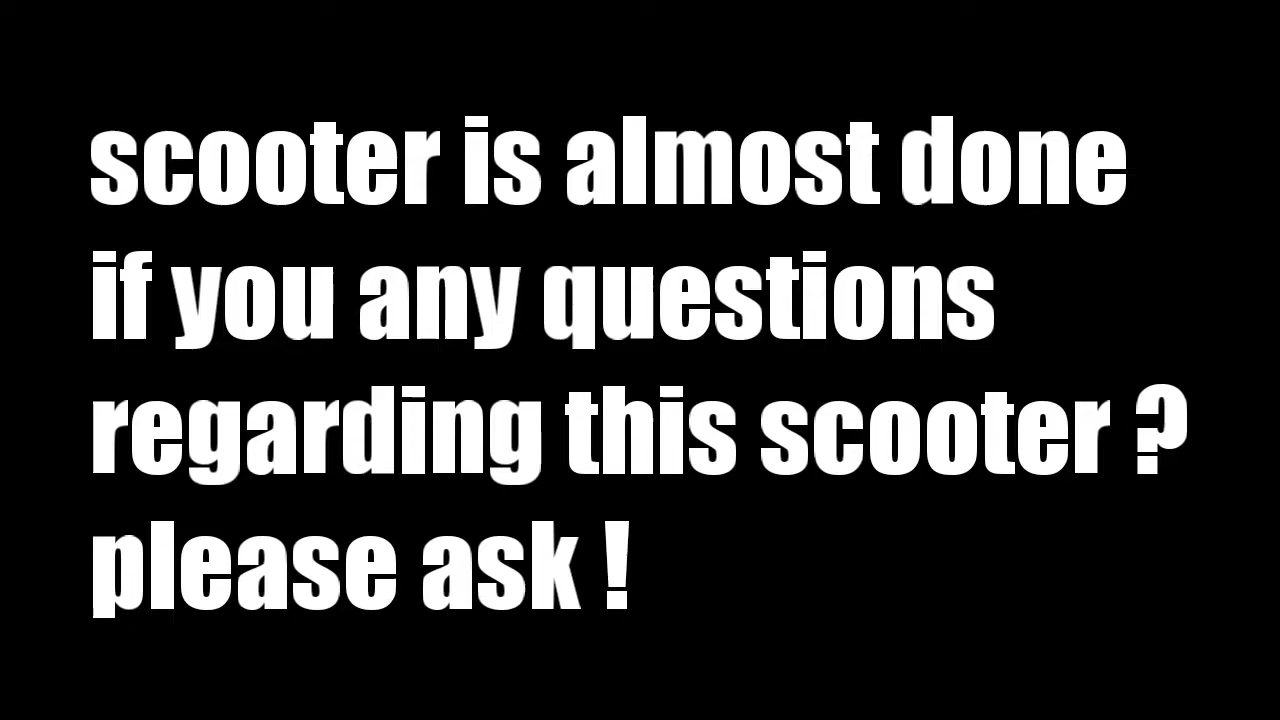 scooter is almost done
if you any questions
regarding this scooter ?
please ask !